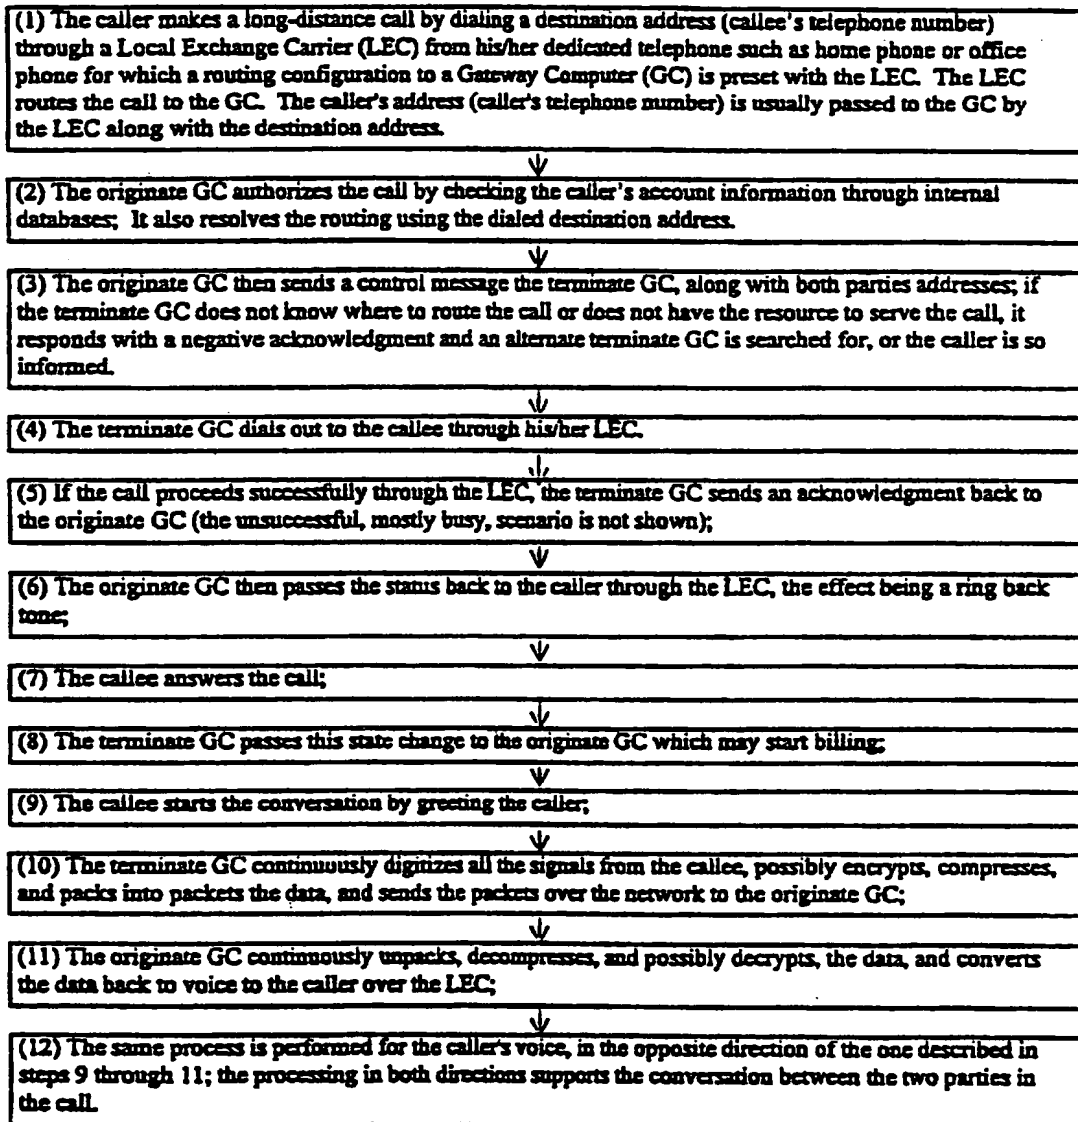 (1) The caller makes a long-distance call by dialing a destination address (callee's telephone number)
through a Local Exchange Carrier (LEC) from his/her dedicated telephone such as home phone or office
phone for which a routing configuration to a Gateway Computer (GC) is preset with the LEC. The LEC
routes the call to the GC. The caller's address (caller's telephone number) is usually passed to the GC by
the LEC along with the destination address.
(2) The originate GC authorizes the call by checking the caller's account information through internal
databases; It also resolves the routing using the dialed destination address.
(3) The originate GC then sends a control message the terminate GC, along with both parties addresses; if
the terminate GC does not know where to route the call or does not have the resource to serve the call, it
responds with a negative acknowledgment and an alternate terminate GC is searched for, or the caller is so
informed.
(4) The terminate GC dials out to the callee through his/her LEC.
(5) If the call proceeds successfully through the LEC, the terminate GC sends an acknowledgment back to
the originate GC (the unsuccessful, mostly busy, scenario is not shown);
(6) The originate GC then passes the status back to the caller through the LEC, the effect being a ring back
tone;
(7) The callee answers the call;
(8) The terminate GC passes this state change to the originate GC which may start billing;
(9) The callee starts the conversation by greeting the caller;
(10) The terminate GC continuously digitizes all the signals from the callee, possibly encrypts, compresses,
and packs into packets the data, and sends the packets over the network to the originate GC;
(11) The originate GC continuously unpacks, decompresses, and possibly decrypts, the data, and converts
the data back to voice to the caller over the LEC;
(12) The same process is performed for the caller's voice, in the opposite direction of the one described in
steps 9 through 11; the processing in both directions supports the conversation between the two parties in
the call.